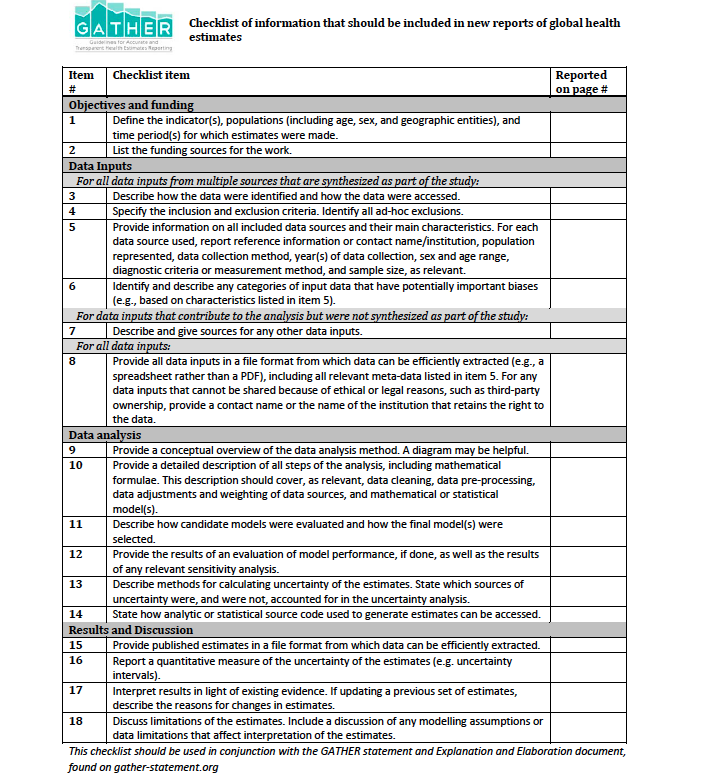 GATHER
Guidelines for Accurate and
Transparent Health Estimates Reporting
Checklist of information that should be included in new reports of global health
estimates
Item
#
Checklist item
Reported
on page #
Objectives and funding
1
Define the indicator(s), populations (including age, sex, and geographic entities), and
time period(s) for which estimates were made.
2
List the funding sources for the work.
Data Inputs
For all data inputs from multiple sources that are synthesized as part of the study:
3
Describe how the data were identified and how the data were accessed.
4
Specify the inclusion and exclusion criteria. Identify all ad-hoc exclusions.
5
Provide information on all included data sources and their main characteristics. For each
data source used, report reference information or contact name/institution, population
represented, data collection method, year(s) of data collection, sex and age range,
diagnostic criteria or measurement method, and sample size, as relevant.
6
Identify and describe any categories of input data that have potentially important biases
(e.g., based on characteristics listed in item 5).
For data inputs that contribute to the analysis but were not synthesized as part of the study:
7
Describe and give sources for any other data inputs.
For all data inputs:
8
Provide all data inputs in a file format from which data can be efficiently extracted (e.g., a
spreadsheet rather than a PDF), including all relevant meta-data listed in item 5. For any
data inputs that cannot be shared because of ethical or legal reasons, such as third-party
ownership, provide a contact name or the name of the institution that retains the right to
the data.
Data analysis
9
Provide a conceptual overview of the data analysis method. A diagram may be helpful.
10
Provide a detailed description of all steps of the analysis, including mathematical
formulae. This description should cover, as relevant, data cleaning, data pre-processing,
data adjustments and weighting of data sources, and mathematical or statistical
model(s).
11
Describe how candidate models were evaluated and how the final model(s) were
selected.
12
Provide the results of an evaluation of model performance, if done, as well as the results
of any relevant sensitivity analysis.
13
Describe methods for calculating uncertainty of the estimates. State which sources of
uncertainty were, and were not, accounted for in the uncertainty analysis.
14
State how analytic or statistical source code used to generate estimates can be accessed.
Results and Discussion
15
Provide published estimates in a file format from which data can be efficiently extracted.
16
Report a quantitative measure of the uncertainty of the estimates (e.g. uncertainty
intervals).
17
Interpret results in light of existing evidence. If updating a previous set of estimates,
describe the reasons for changes in estimates.
18
Discuss limitations of the estimates. Include a discussion of any modelling assumptions or
data limitations that affect interpretation of the estimates.
This checklist should be used in conjunction with the GATHER statement and Explanation and Elaboration document,
found on gather-statement.org